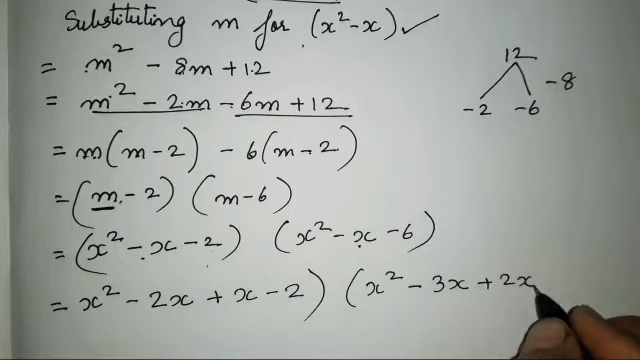 Substituting m for (x² - x) ✓
= m² - 8m + 12
= m² - 2m - 6m + 12
= m(m - 2) - 6(m - 2)
= (m - 2) (m - 6)
= (x² - x - 2) (x² - x - 6)
= x² - 2x + x - 2) (x² - 3x + 2x
12
- 8
- 2 - 6